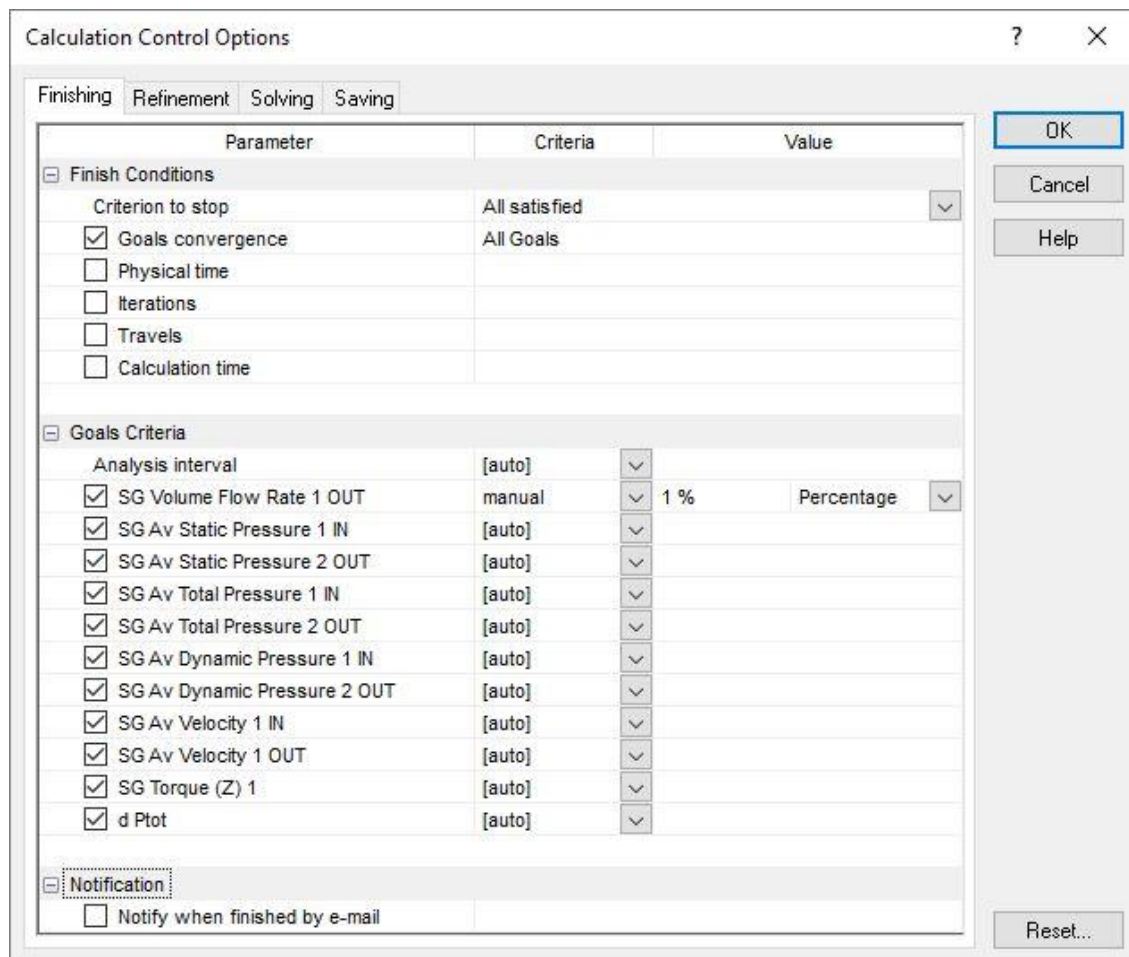 Calculation Control Options ?
Finishing Refinement Solving Saving
Parameter Criteria Value
OK
Finish Conditions
Cancel
Criterion to stop All satisfied
Goals convergence All Goals
Help
Physical time
Iterations
Travels
Calculation time
Goals Criteria
Analysis interval [auto]
SG Volume Flow Rate 1 OUT manual 1 % Percentage
SG Av Static Pressure 1 IN [auto]
SG Av Static Pressure 2 OUT [auto]
SG Av Total Pressure 1 IN [auto]
SG Av Total Pressure 2 OUT [auto]
SG Av Dynamic Pressure 1 IN [auto]
SG Av Dynamic Pressure 2 OUT [auto]
SG Av Velocity 1 IN [auto]
SG Av Velocity 1 OUT [auto]
SG Torque (Z) 1 [auto]
d Ptot [auto]
Notification
Notify when finished by e-mail
Reset...